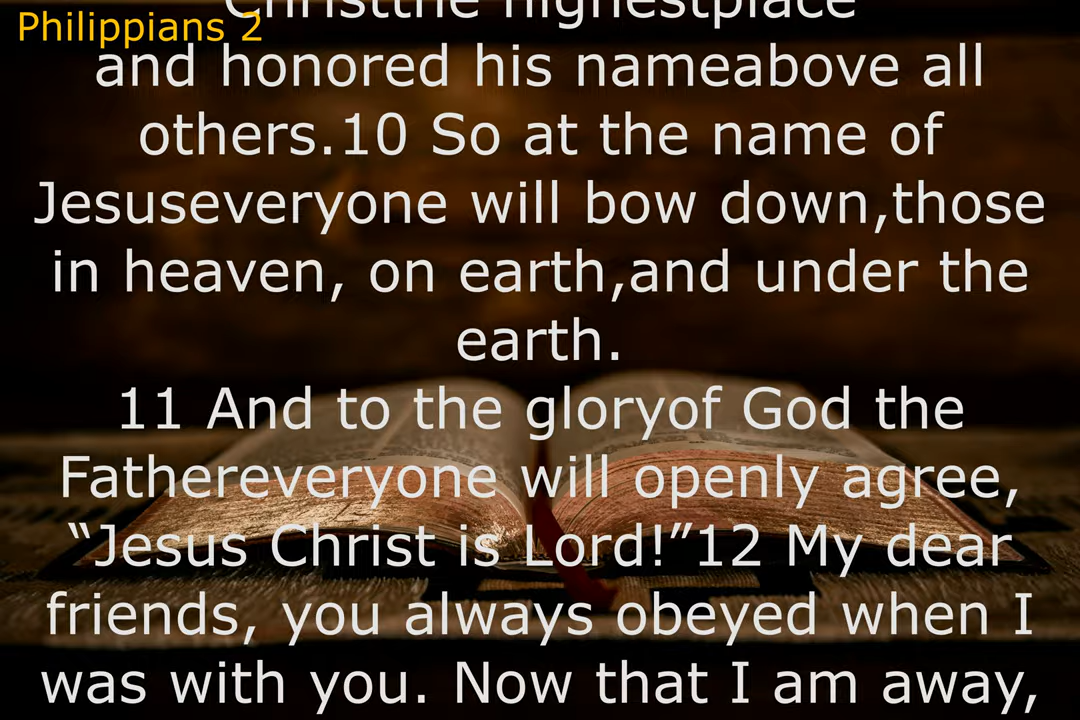 Christthe highestplace
Philippians 2
and honored his nameabove all
others.10 So at the name of
Jesuseveryone will bow down,those
in heaven, on earth,and under the
earth.
11 And to the gloryof God the
Fathereveryone will openly agree,
“Jesus Christ is Lord!”12 My dear
friends, you always obeyed when I
was with you. Now that I am away,